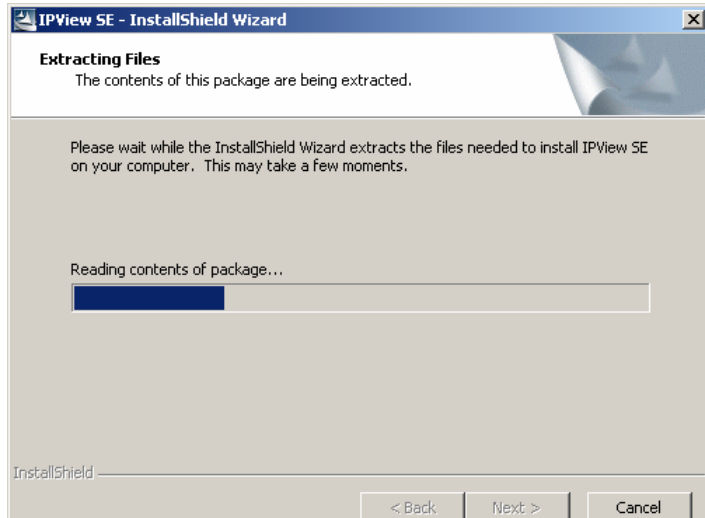 IPView SE - InstallShield Wizard
Extracting Files
The contents of this package are being extracted.
Please wait while the InstallShield Wizard extracts the files needed to install IPView SE
on your computer. This may take a few moments.
Reading contents of package...
InstallShield
< Back Next > Cancel